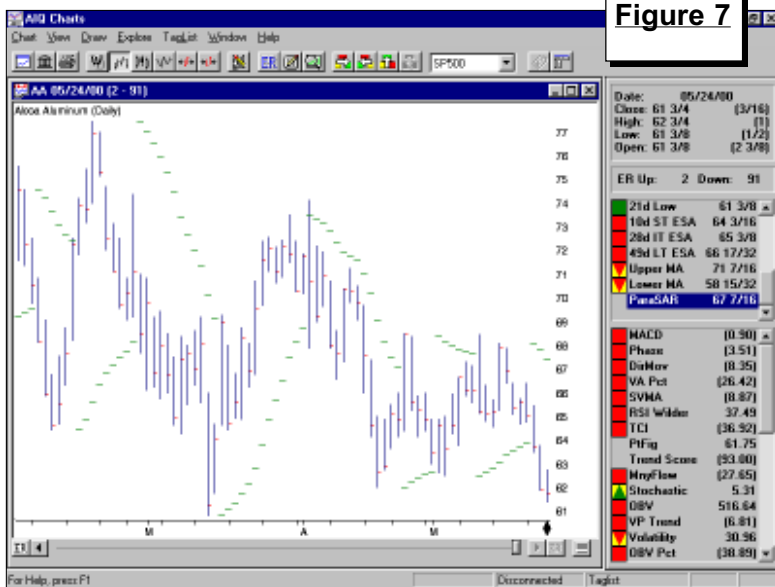 Figure 7
AIQ Charts
Chart View Draw Explore TagList Window Help
ER
SP500
AA 05/24/00 (2 - 91)
Alcoa Aluminum (Daily)
77
76
75
74
73
72
71
70
69
68
67
66
65
64
63
62
61
M A M
Date: 05/24/00
Close: 61 3/4 (3/16)
High: 62 3/4 (1)
Low: 61 3/8 (1/2)
Open: 61 3/8 (2 3/8)
ER Up: 2 Down: 91
21d Low 61 3/8
10d ST ESA 64 3/16
28d IT ESA 65 3/8
49d LT ESA 66 17/32
Upper MA 71 7/16
Lower MA 58 15/32
ParaSAR 67 7/16
MACD (0.90)
Phase (3.51)
DirMov (8.35)
VA Pct (26.42)
SVMA (8.87)
RSI Wilder 37.49
TCI (36.92)
PtFig 61.75
Trend Score (93.00)
MnyFlow (27.65)
Stochastic 5.31
OBV 516.64
VP Trend (6.81)
Volatility 30.96
OBV Pct (38.89)
For Help, press F1
Disconnected
Taglist